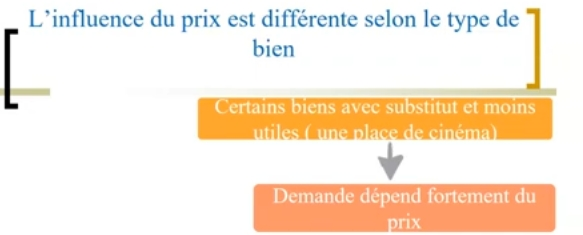 L’influence du prix est différente selon le type de
bien
Certains biens avec substitut et moins
utiles ( une place de cinéma)
Demande dépend fortement du
prix